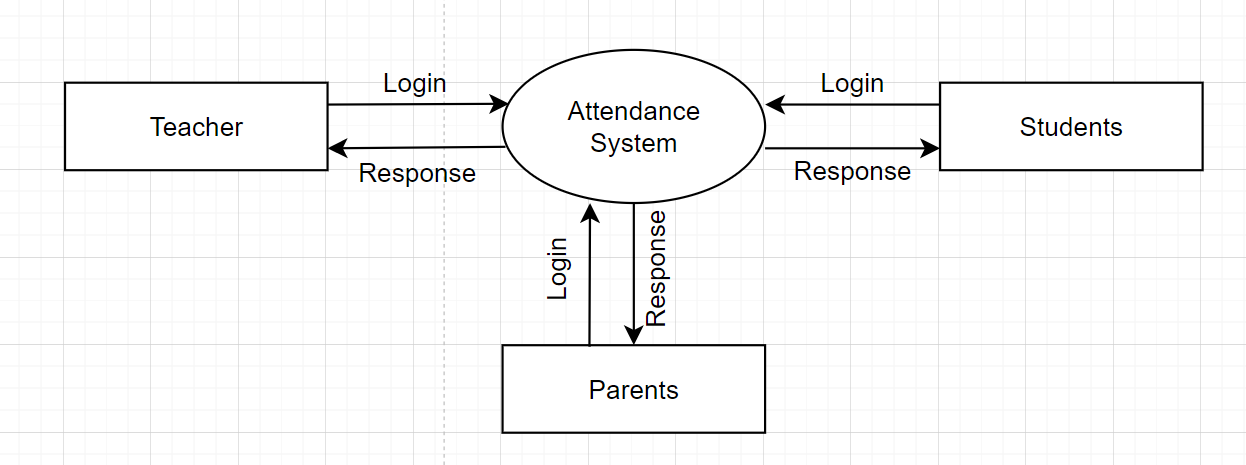 Login
Login
Teacher
Attendance
System
Students
Response
Response
Login
Response
Parents